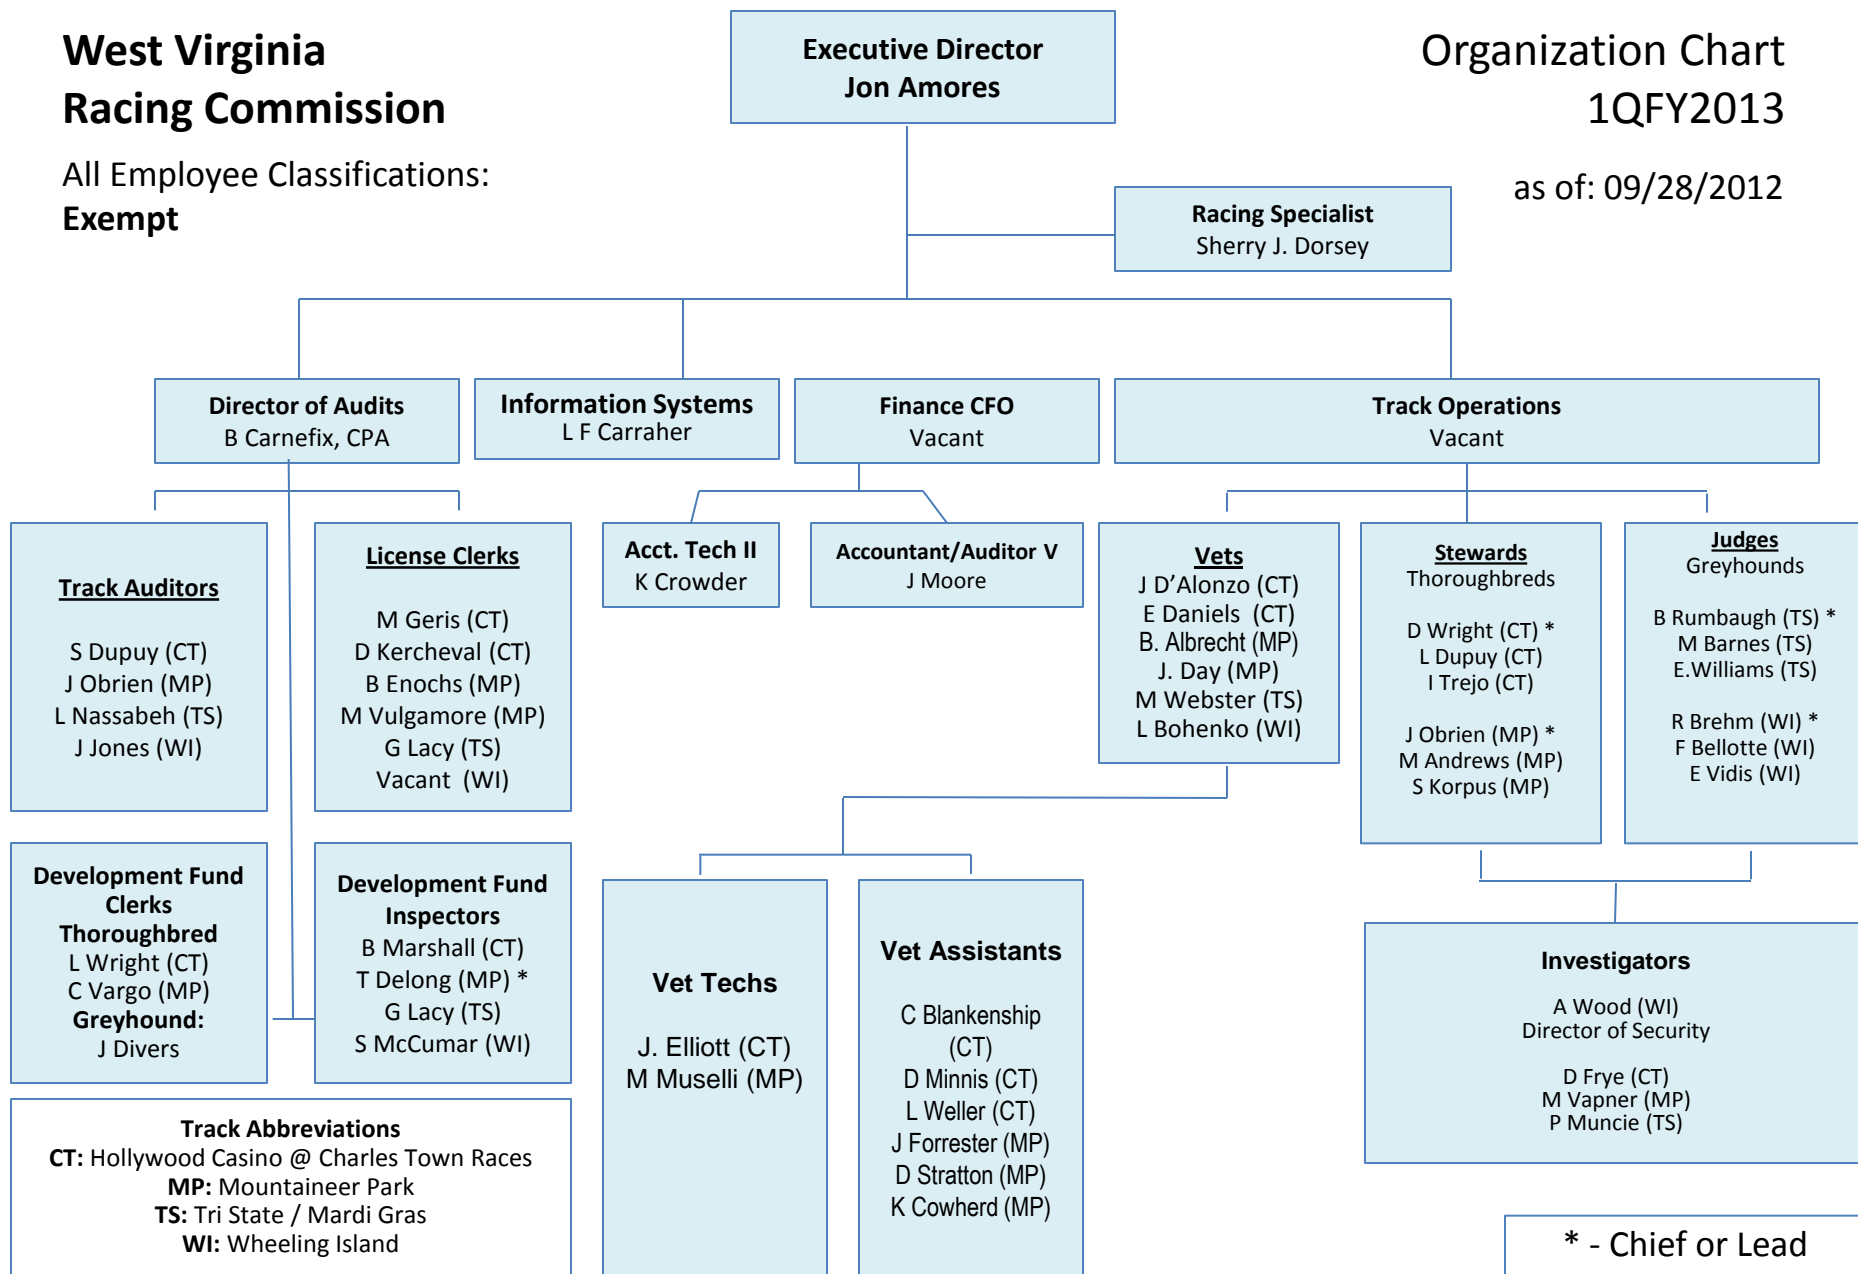 West Virginia
Racing Commission
All Employee Classifications:
Exempt
Executive Director
Jon Amores
Organization Chart
1QFY2013
as of: 09/28/2012
Racing Specialist
Sherry J. Dorsey
Director of Audits
B Carnefix, CPA
Information Systems
L F Carraher
Finance CFO
Vacant
Track Operations
Vacant
Track Auditors
S Dupuy (CT)
J Obrien (MP)
L Nassabeh (TS)
J Jones (WI)
License Clerks
M Geris (CT)
D Kercheval (CT)
B Enochs (MP)
M Vulgamore (MP)
G Lacy (TS)
Vacant  (WI)
Acct. Tech II
K Crowder
Accountant/Auditor V
J Moore
Vets
J D’Alonzo (CT)
E Daniels  (CT)
B. Albrecht (MP)
J. Day (MP)
M Webster (TS)
L Bohenko (WI)
Stewards
Thoroughbreds
D Wright (CT) *
L Dupuy (CT)
I Trejo (CT)
J Obrien (MP) *
M Andrews (MP)
S Korpus (MP)
Judges
Greyhounds
B Rumbaugh (TS) *
M Barnes (TS)
E.Williams (TS)
R Brehm (WI) *
F Bellotte (WI)
E Vidis (WI)
Development Fund
Clerks
Thoroughbred
L Wright (CT)
C Vargo (MP)
Greyhound:
J Divers
Development Fund
Inspectors
B Marshall (CT)
T Delong (MP) *
G Lacy (TS)
S McCumar (WI)
Vet Techs
J. Elliott (CT)
M Muselli (MP)
Vet Assistants
C Blankenship
(CT)
D Minnis (CT)
L Weller (CT)
J Forrester (MP)
D Stratton (MP)
K Cowherd (MP)
Investigators
A Wood (WI)
Director of Security
D Frye (CT)
M Vapner (MP)
P Muncie (TS)
Track Abbreviations
CT: Hollywood Casino @ Charles Town Races
MP: Mountaineer Park
TS: Tri State / Mardi Gras
WI: Wheeling Island
* - Chief or Lead